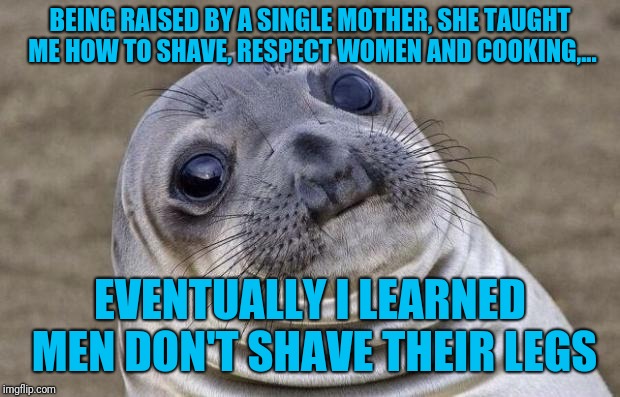 BEING RAISED BY A SINGLE MOTHER, SHE TAUGHT
ME HOW TO SHAVE, RESPECT WOMEN AND COOKING,...
EVENTUALLY I LEARNED
MEN DON'T SHAVE THEIR LEGS
imgflip.com